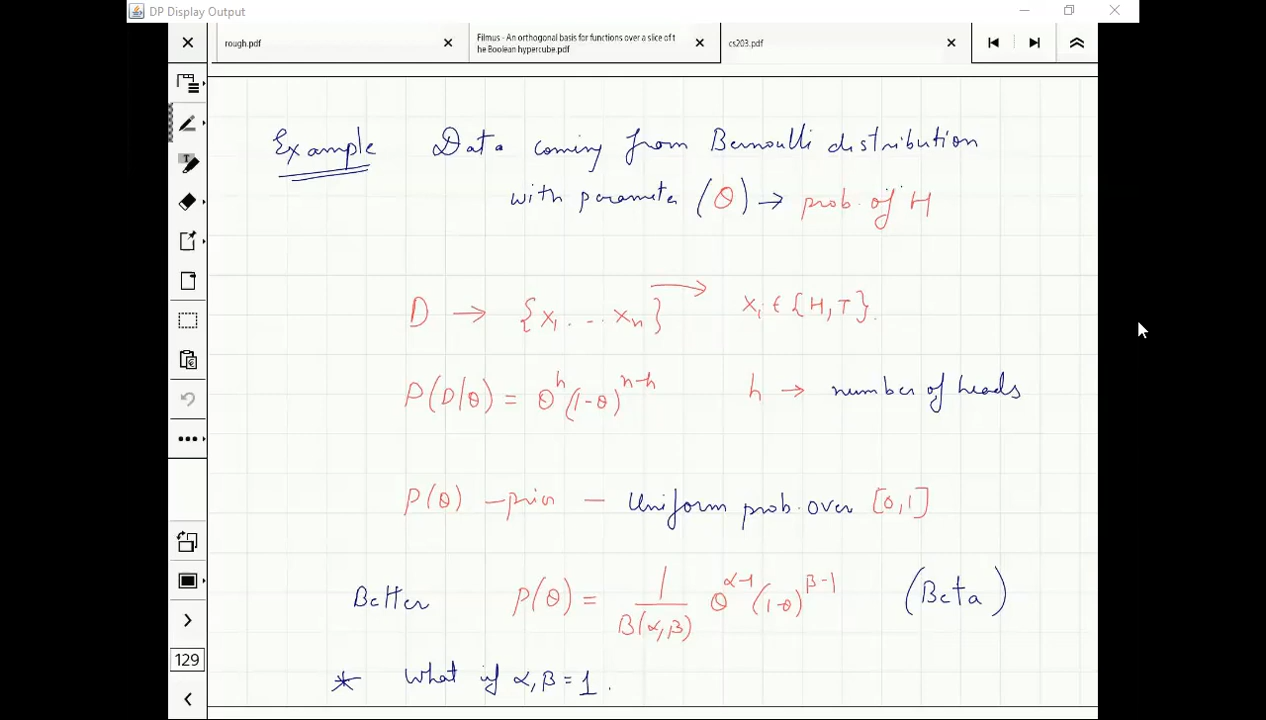 DP Display Output
rough.pdf
Filmus - An orthogonal basis for functions over a slice of t
he Boolean hypercube.pdf
cs203.pdf
Example Data coming from Bernoulli distribution
with parameter (θ) → prob. of H
D → {x₁ . . . . xₙ} → xᵢ ∈ {H, T}.
P(D|θ) = θʰ(1-θ)ⁿ⁻ʰ h → number of heads
P(θ) - prior - Uniform prob. over [0, 1]
Better P(θ) = 1/B(α,β) θ^(α-1) (1-θ)^(β-1) (Beta)
* What if α, β = 1.
129